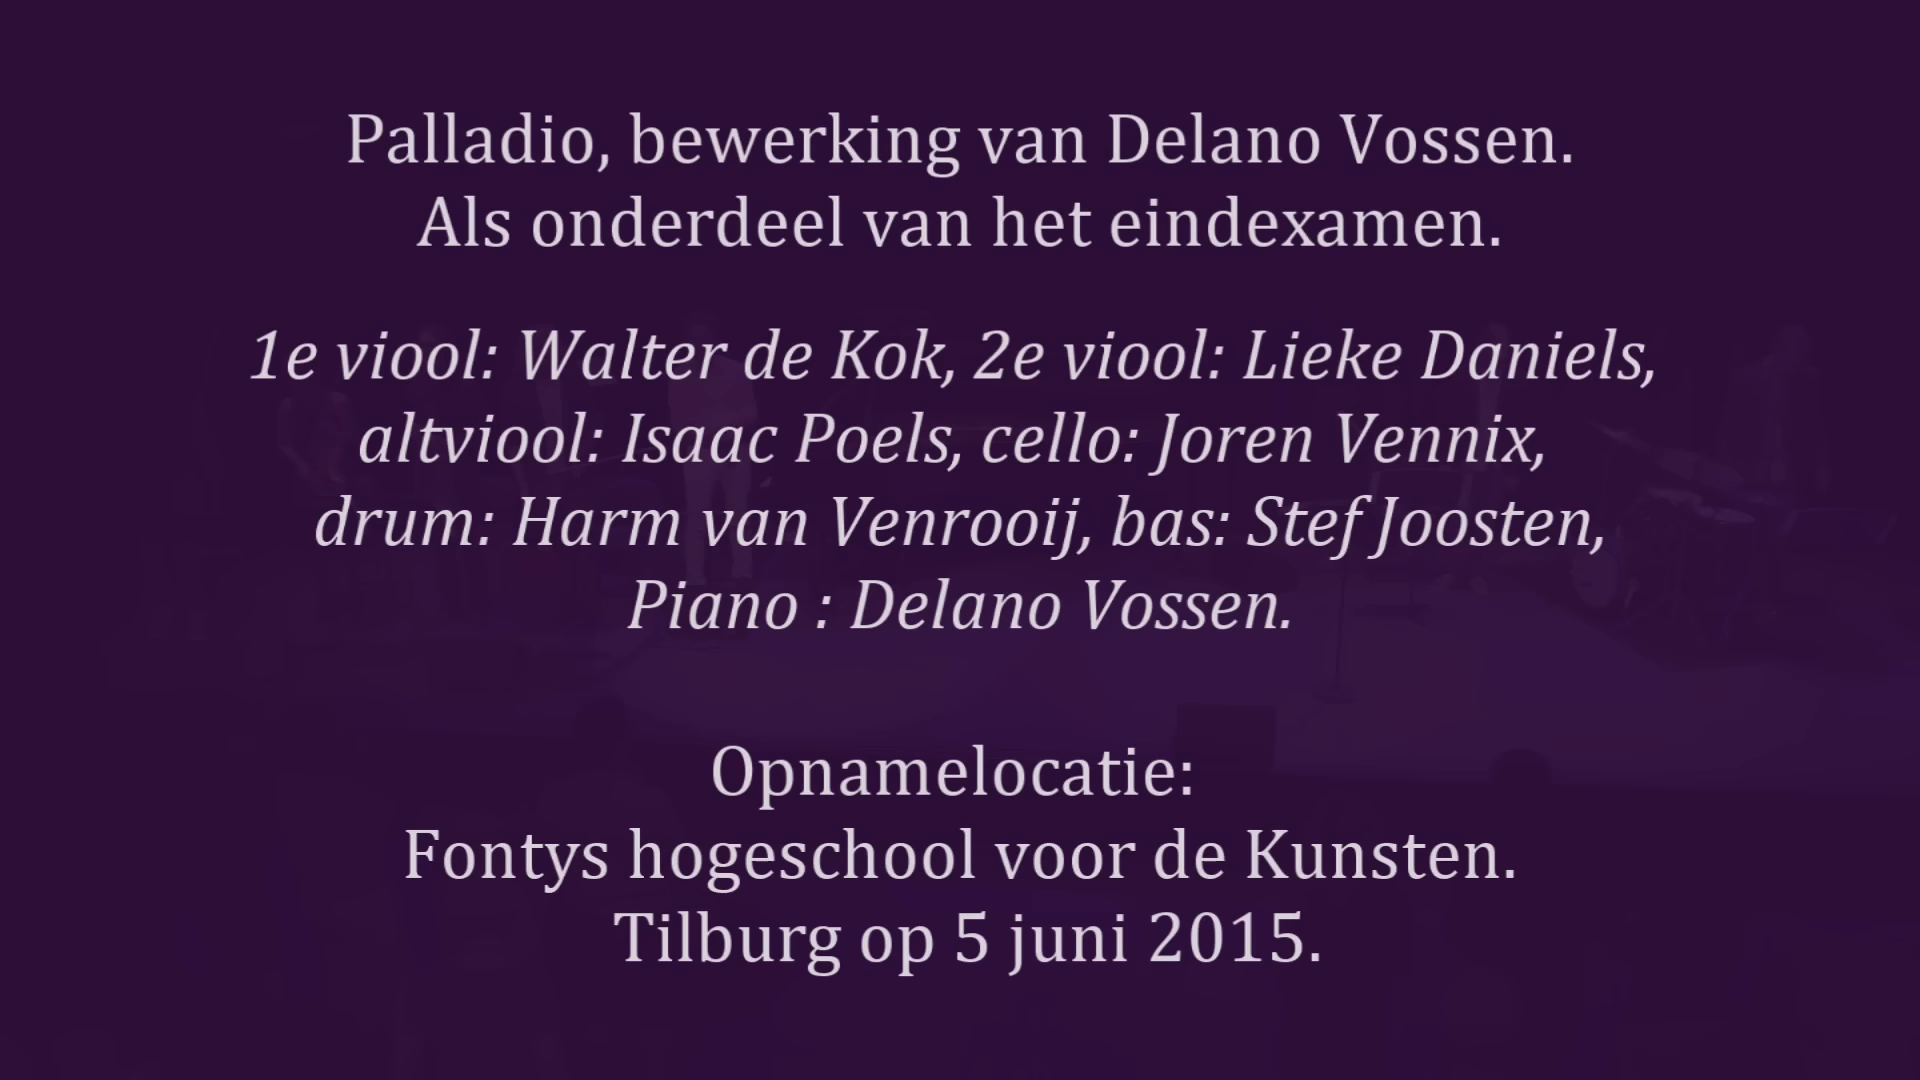 Palladio, bewerking van Delano Vossen.
Als onderdeel van het eindexamen.
1e viool: Walter de Kok, 2e viool: Lieke Daniels,
altviool: Isaac Poels, cello: Joren Vennix,
drum: Harm van Venrooij, bas: Stef Joosten,
Piano : Delano Vossen.
Opnamelocatie:
Fontys hogeschool voor de Kunsten.
Tilburg op 5 juni 2015.